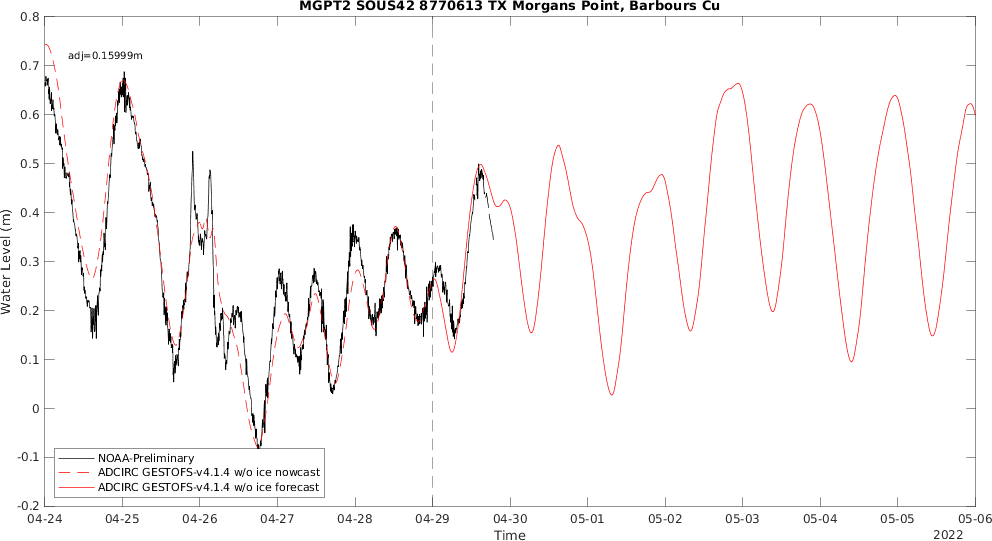 MGPT2 SOUS42 8770613 TX Morgans Point, Barbours Cu
adj=0.15999m
Water Level (m)
0.8
0.7
0.6
0.5
0.4
0.3
0.2
0.1
0
-0.1
-0.2
NOAA-Preliminary
ADCIRC GESTOFS-v4.1.4 w/o ice nowcast
ADCIRC GESTOFS-v4.1.4 w/o ice forecast
04-24 04-25 04-26 04-27 04-28 04-29 04-30 05-01 05-02 05-03 05-04 05-05 05-06
Time
2022